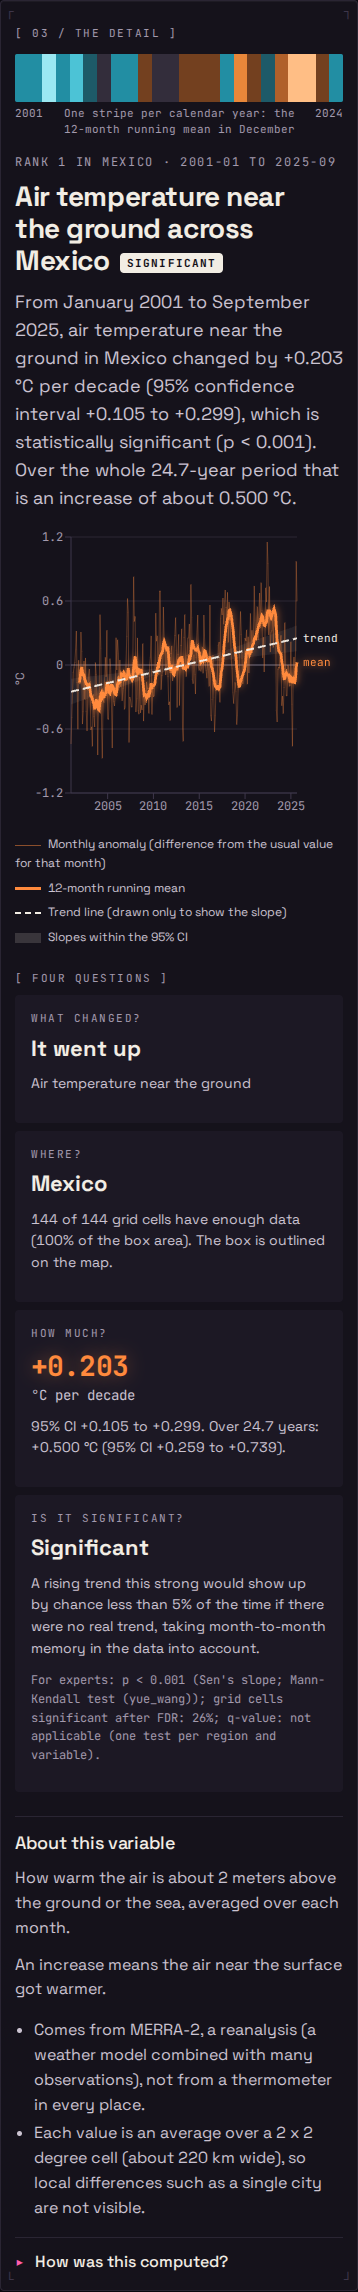 [ 03 / THE DETAIL ]
2001 One stripe per calendar year: the 2024
12-month running mean in December
RANK 1 IN MEXICO · 2001-01 TO 2025-09
Air temperature near
the ground across
Mexico SIGNIFICANT
From January 2001 to September
2025, air temperature near the
ground in Mexico changed by +0.203
°C per decade (95% confidence
interval +0.105 to +0.299), which is
statistically significant (p < 0.001).
Over the whole 24.7-year period that
is an increase of about 0.500 °C.
1.2
0.6
0
-0.6
-1.2
°C
trend
mean
2005 2010 2015 2020 2025
Monthly anomaly (difference from the usual value
for that month)
12-month running mean
Trend line (drawn only to show the slope)
Slopes within the 95% CI
[ FOUR QUESTIONS ]
WHAT CHANGED?
It went up
Air temperature near the ground
WHERE?
Mexico
144 of 144 grid cells have enough data
(100% of the box area). The box is outlined
on the map.
HOW MUCH?
+0.203
°C per decade
95% CI +0.105 to +0.299. Over 24.7 years:
+0.500 °C (95% CI +0.259 to +0.739).
IS IT SIGNIFICANT?
Significant
A rising trend this strong would show up
by chance less than 5% of the time if there
were no real trend, taking month-to-month
memory in the data into account.
For experts: p < 0.001 (Sen's slope; Mann-
Kendall test (yue_wang)); grid cells
significant after FDR: 26%; q-value: not
applicable (one test per region and
variable).
About this variable
How warm the air is about 2 meters above
the ground or the sea, averaged over each
month.
An increase means the air near the surface
got warmer.
• Comes from MERRA-2, a reanalysis (a
weather model combined with many
observations), not from a thermometer
in every place.
• Each value is an average over a 2 x 2
degree cell (about 220 km wide), so
local differences such as a single city
are not visible.
▸ How was this computed?